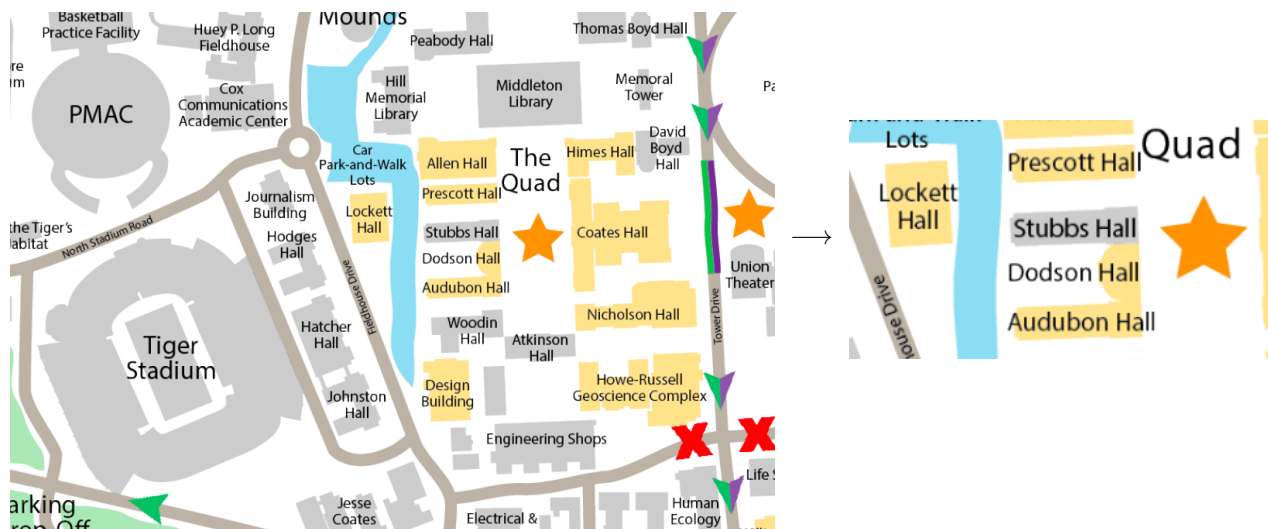 Mounds
Basketball
Practice Facility
Huey P. Long
Fieldhouse
Peabody Hall
Thomas Boyd Hall
PMAC
Cox
Communications
Academic Center
Hill
Memorial
Library
Middleton
Library
Memoral
Tower
David
Boyd
Hall
Car
Park-and-Walk
Lots
Allen Hall
The
Quad
Himes Hall
Prescott Hall
Journalism
Building
Lockett
Hall
the Tiger's
North Stadium Road
Hodges
Hall
Stubbs Hall
Coates Hall
Dodson Hall
Audubon Hall
Union
Theater
Fieldhouse Drive
Tower Drive
Nicholson Hall
Woodin
Hall
Atkinson
Hall
Hatcher
Hall
Tiger
Stadium
Design
Building
Howe-Russell
Geoscience Complex
Johnston
Hall
Engineering Shops
Life
Jesse
Coates
Electrical &
Human
Ecology
Lots
Quad
Prescott Hall
Lockett
Hall
Stubbs Hall
Dodson Hall
Audubon Hall
Drive